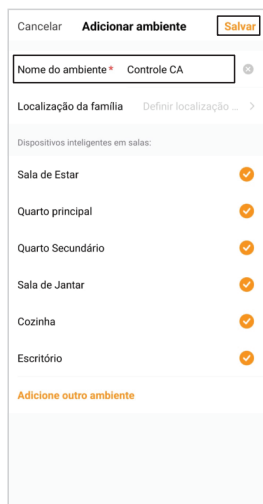 Cancelar Adicionar ambiente Salvar
Nome do ambiente * Controle CA
Localização da família Definir localização ...
Dispositivos inteligentes em salas:
Sala de Estar
Quarto principal
Quarto Secundário
Sala de Jantar
Cozinha
Escritório
Adicione outro ambiente